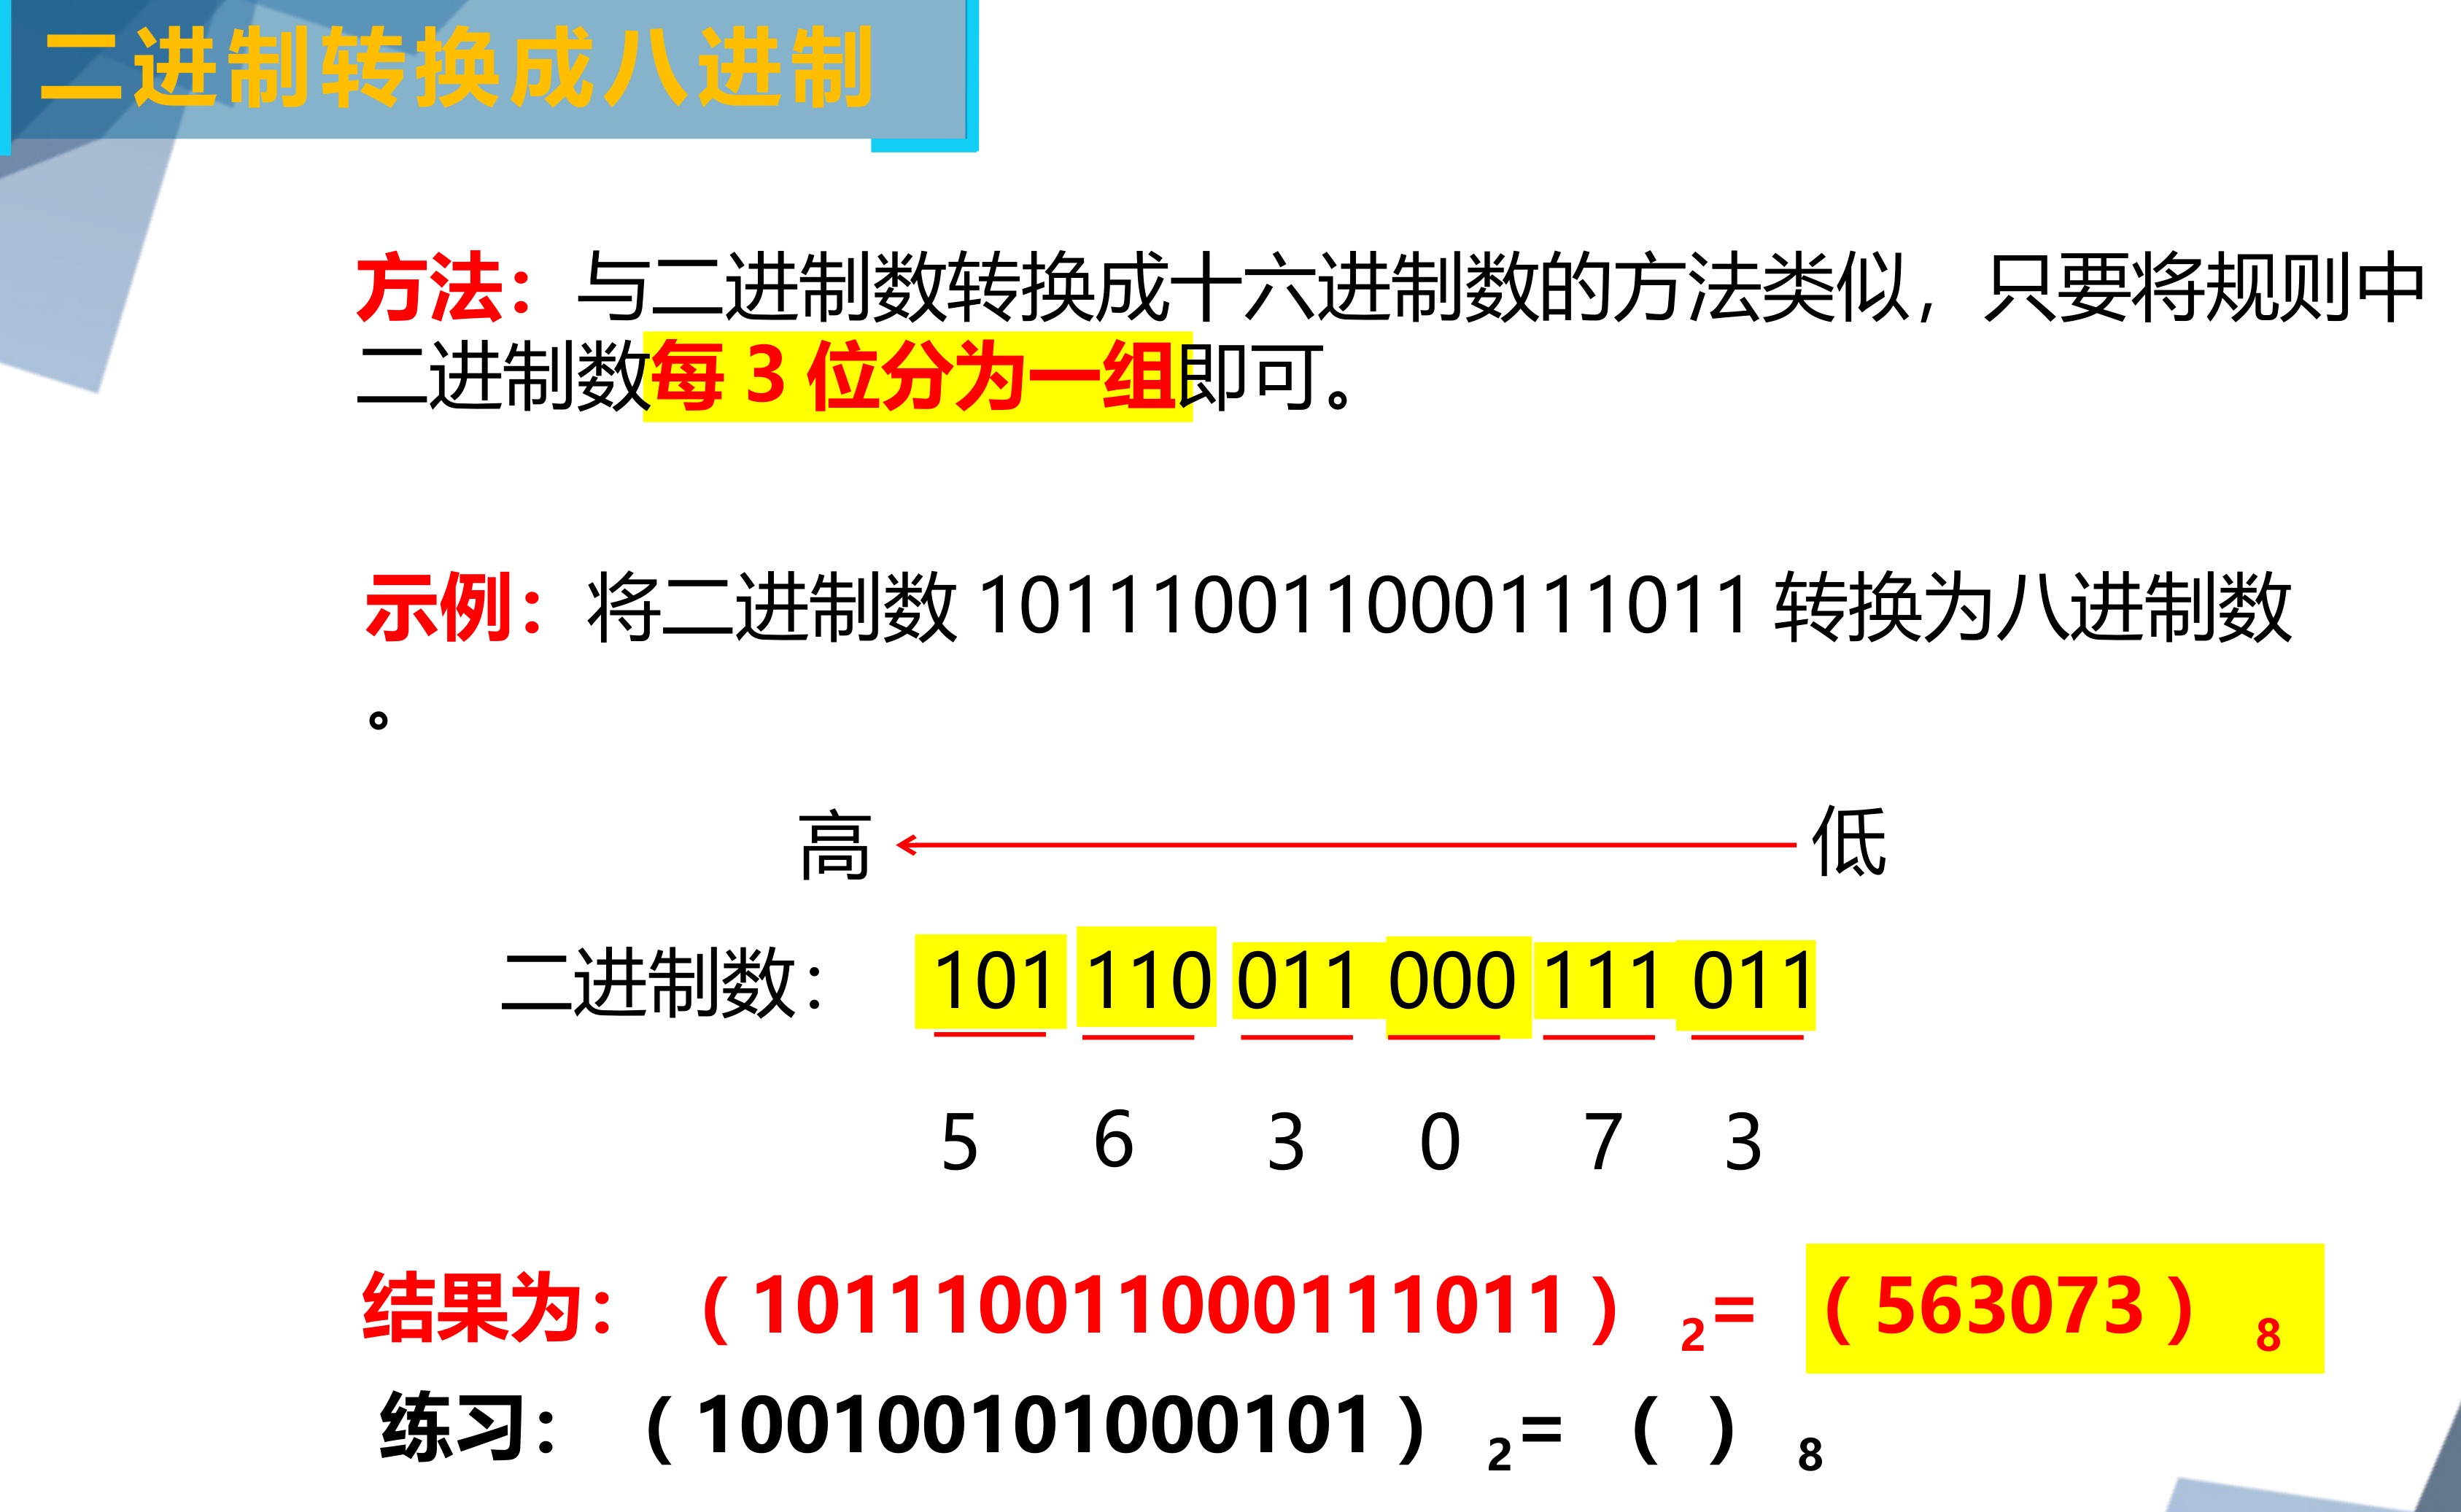 二进制转换成八进制
方法：与二进制数转换成十六进制数的方法类似，只要将规则中
二进制数每 3 位分为一组即可。
示例：将二进制数 101110011000111011 转换为八进制数
。
高 低
二进制数： 101 110 011 000 111 011
5 6 3 0 7 3
结果为：（101110011000111011）2=（563073）8
练习：（100100101000101）2=（ ）8